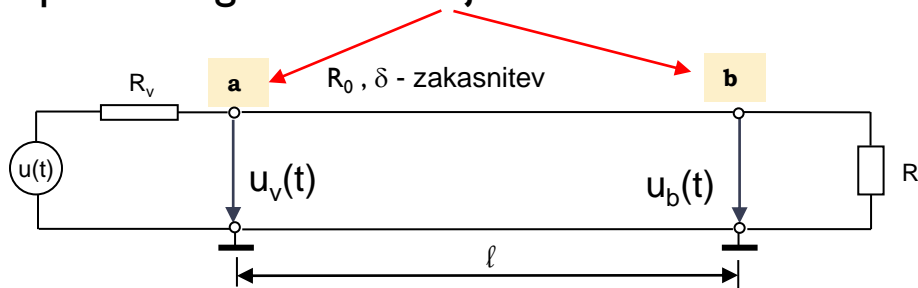 a
R₀ , δ - zakasnitev
b
Rᵥ
u(t)
uᵥ(t)
u_b(t)
R
ℓ